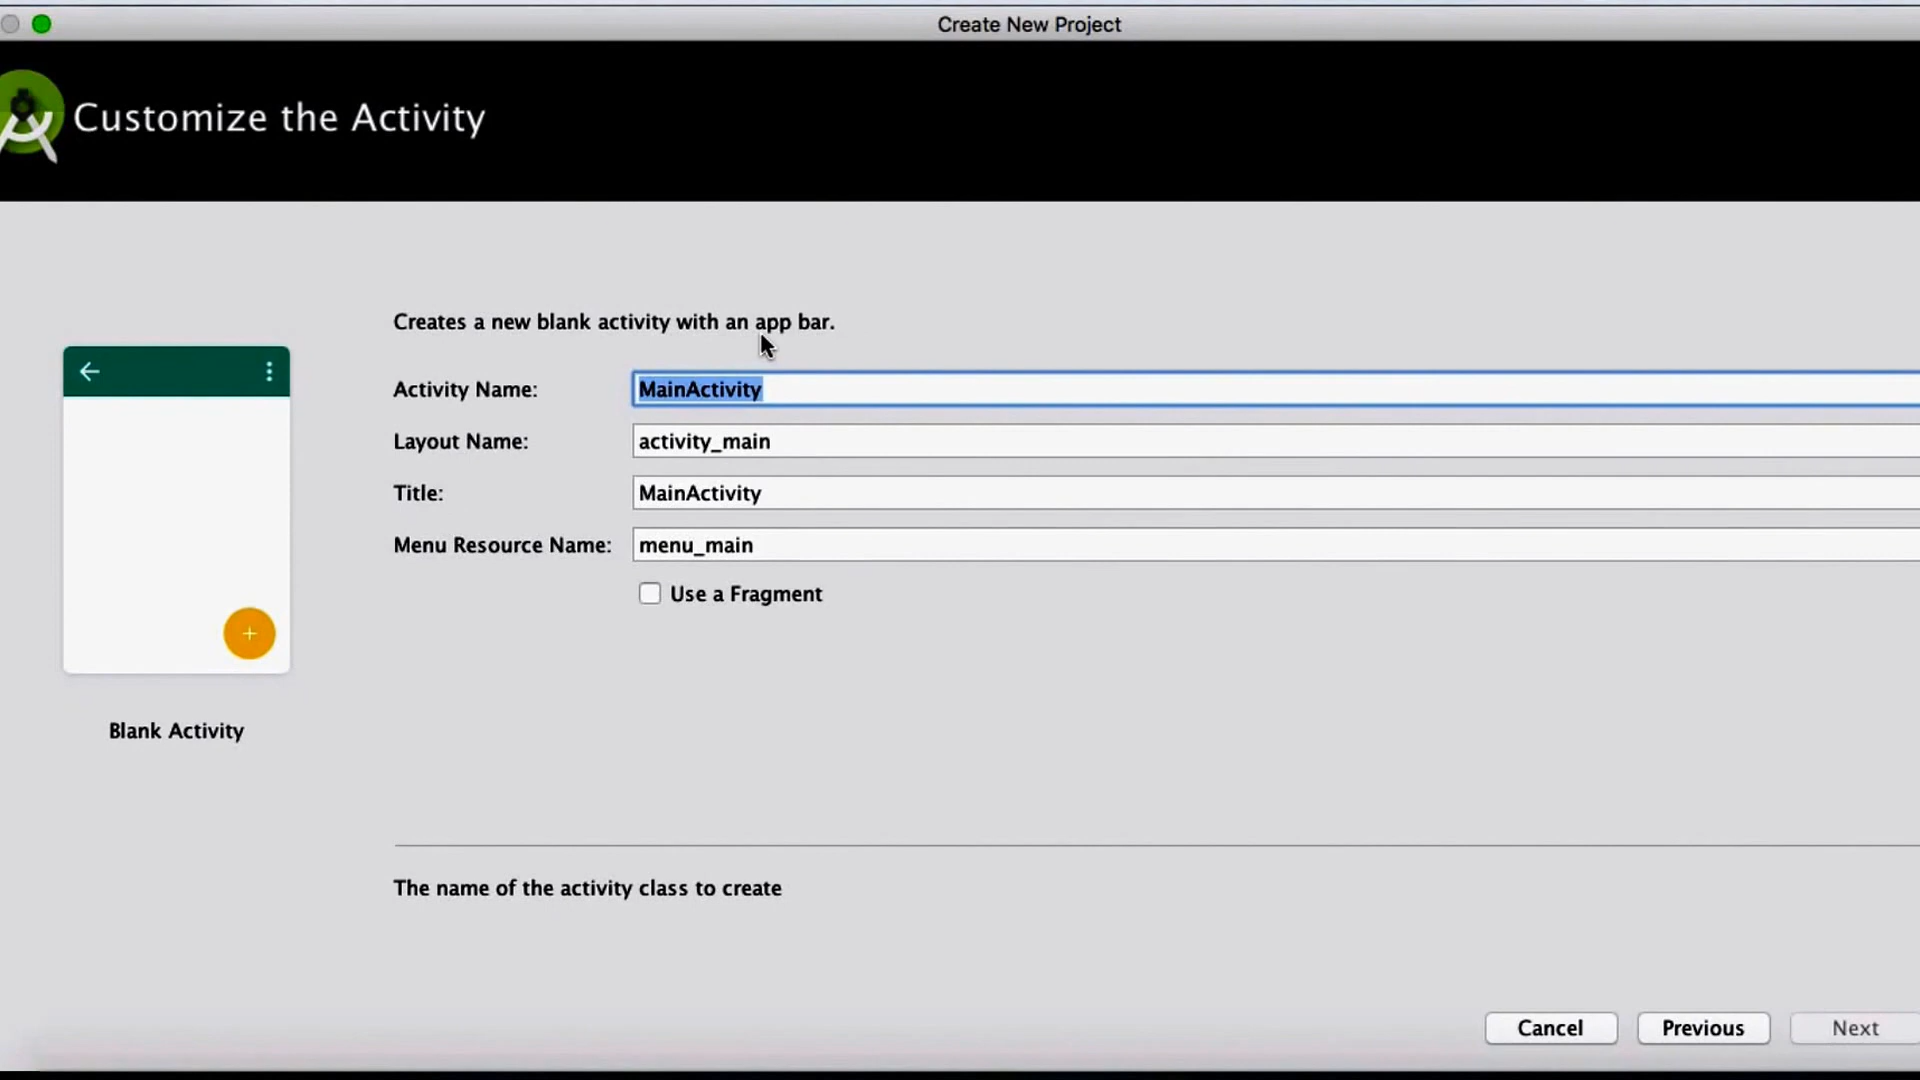 Create New Project
Customize the Activity
Creates a new blank activity with an app bar.
Activity Name: MainActivity
Layout Name: activity_main
Title: MainActivity
Menu Resource Name: menu_main
Use a Fragment
Blank Activity
The name of the activity class to create
Cancel Previous Next